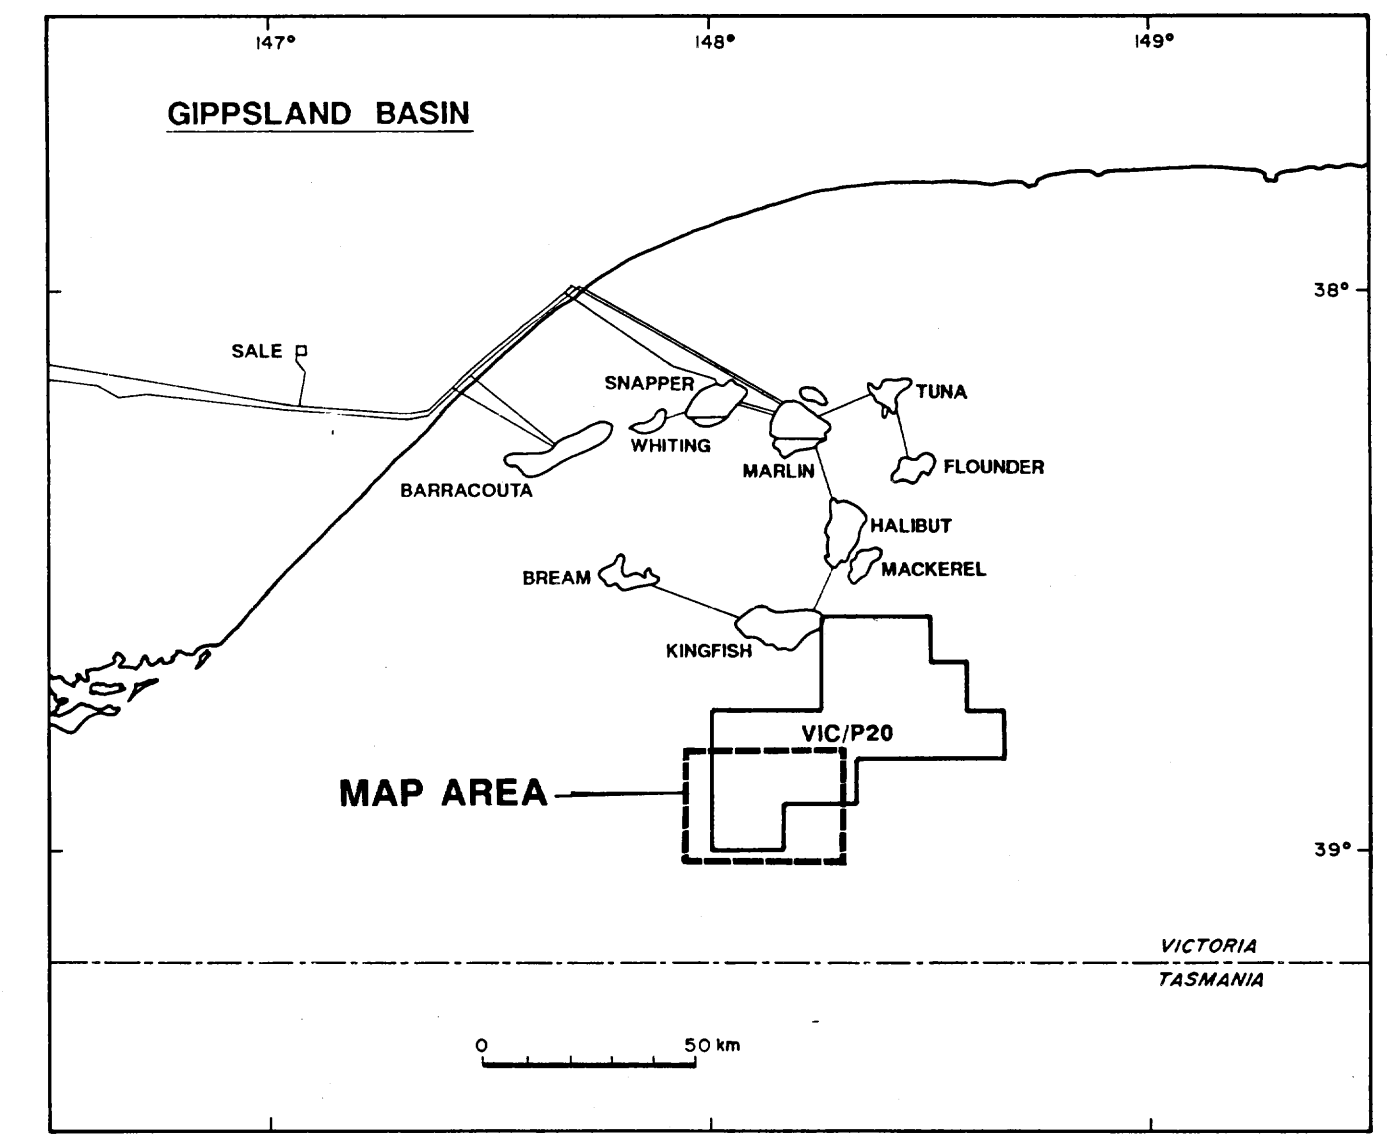 147°
148°
149°
GIPPSLAND BASIN
38°
SALE
SNAPPER
TUNA
WHITING
MARLIN
FLOUNDER
BARRACOUTA
HALIBUT
BREAM
MACKEREL
KINGFISH
VIC/P20
MAP AREA
39°
VICTORIA
TASMANIA
0
50 km